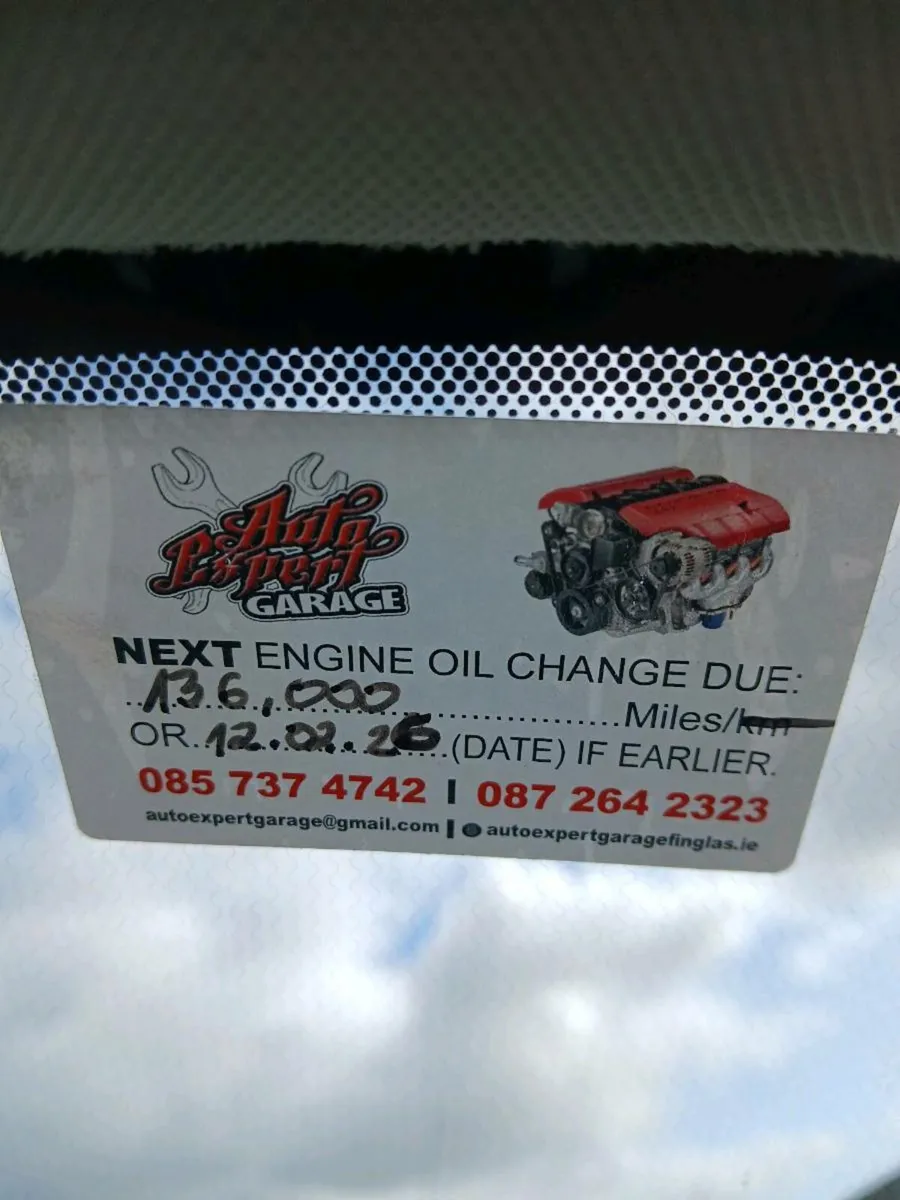 Auto
Expert
GARAGE
NEXT ENGINE OIL CHANGE DUE:
136,000 Miles/km
OR 12.02.26 (DATE) IF EARLIER.
085 737 4742 | 087 264 2323
autoexpertgarage@gmail.com | autoexpertgaragefinglas.ie